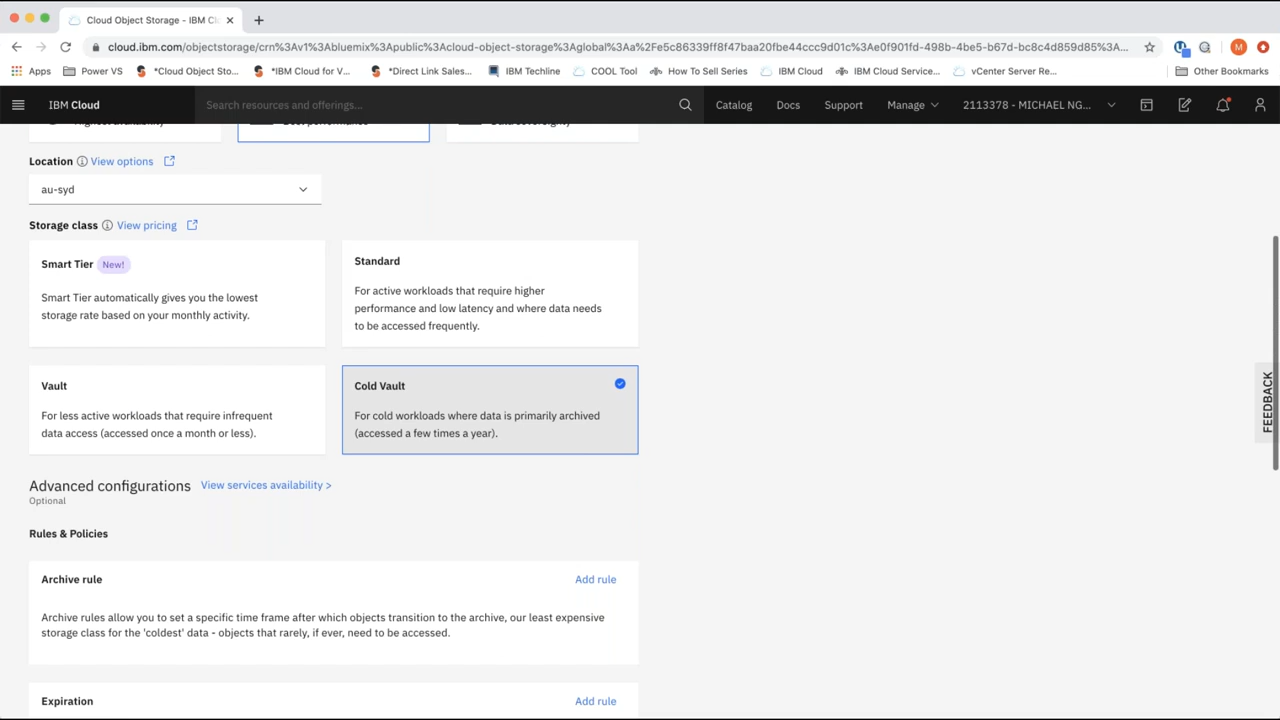 Cloud Object Storage - IBM Cl
cloud.ibm.com/objectstorage/crn%3Av1%3Abluemix%3Apublic%3Acloud-object-storage%3Aglobal%3Aa%2Fe5c86339ff8f47baa20fbe44ccc9d01c%3Ae0f901fd-498b-4be5-b67d-bc8c4d859d85%3A...
M
Apps Power VS *Cloud Object Sto... *IBM Cloud for V... *Direct Link Sales... IBM Techline COOL Tool How To Sell Series IBM Cloud IBM Cloud Service... vCenter Server Re... Other Bookmarks
IBM Cloud Search resources and offerings... Catalog Docs Support Manage 2113378 - MICHAEL NG...
Highest availability Best performance Data sovereignty
Location View options
au-syd
Storage class View pricing
Smart Tier New!
Smart Tier automatically gives you the lowest
storage rate based on your monthly activity.
Standard
For active workloads that require higher
performance and low latency and where data needs
to be accessed frequently.
Vault
For less active workloads that require infrequent
data access (accessed once a month or less).
Cold Vault
For cold workloads where data is primarily archived
(accessed a few times a year).
FEEDBACK
Advanced configurations View services availability >
Optional
Rules & Policies
Archive rule Add rule
Archive rules allow you to set a specific time frame after which objects transition to the archive, our least expensive
storage class for the 'coldest' data - objects that rarely, if ever, need to be accessed.
Expiration Add rule